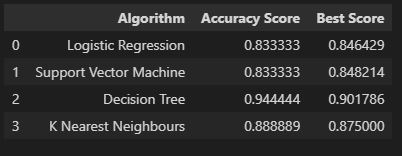 Algorithm Accuracy Score Best Score
0 Logistic Regression 0.833333 0.846429
1 Support Vector Machine 0.833333 0.848214
2 Decision Tree 0.944444 0.901786
3 K Nearest Neighbours 0.888889 0.875000